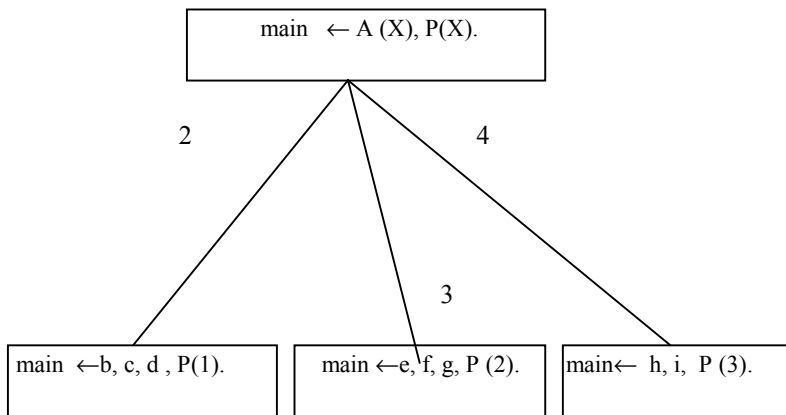 main ← A (X), P(X).
2
4
3
main ←b, c, d , P(1).
main ←e, f, g, P (2).
main← h, i, P (3).